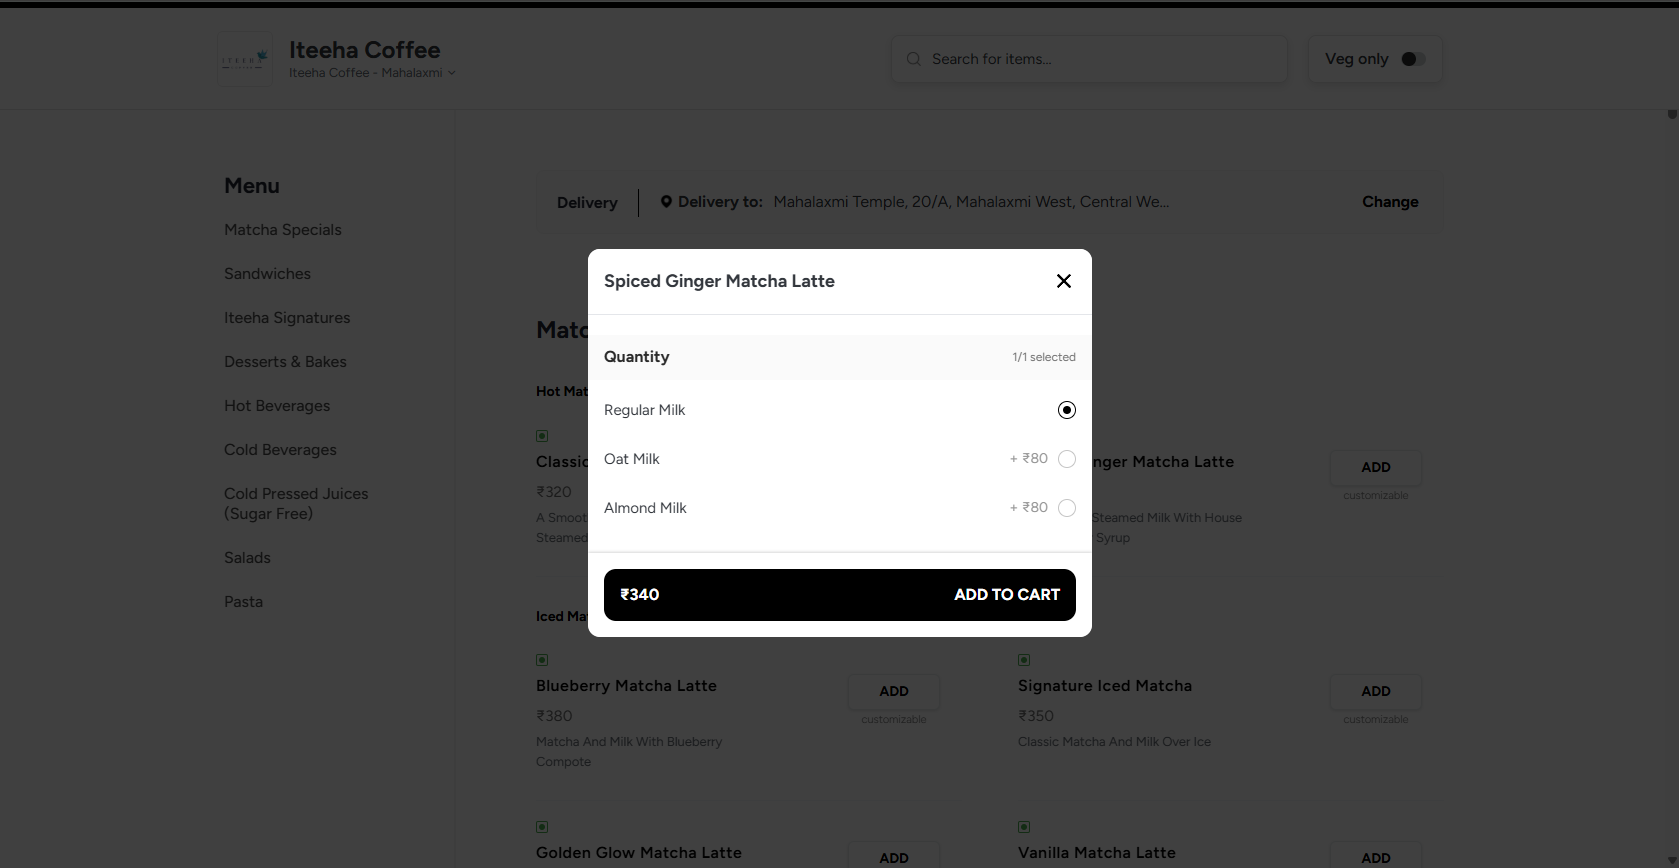 Iteeha Coffee
Iteeha Coffee - Mahalaxmi
Search for items...
Veg only
Menu
Matcha Specials
Sandwiches
Iteeha Signatures
Desserts & Bakes
Hot Beverages
Cold Beverages
Cold Pressed Juices
(Sugar Free)
Salads
Pasta
Delivery
Delivery to: Mahalaxmi Temple, 20/A, Mahalaxmi West, Central We...
Change
Spiced Ginger Matcha Latte
Quantity
1/1 selected
Regular Milk
Oat Milk
+ ₹80
Almond Milk
+ ₹80
₹340
ADD TO CART
Hot
Classic
₹320
Steamed
Matcha Latte
ADD
customizable
Steamed Milk With House
Syrup
Iced
Blueberry Matcha Latte
₹380
Matcha And Milk With Blueberry
Compote
ADD
customizable
Signature Iced Matcha
₹350
Classic Matcha And Milk Over Ice
ADD
customizable
Golden Glow Matcha Latte
ADD
Vanilla Matcha Latte
ADD